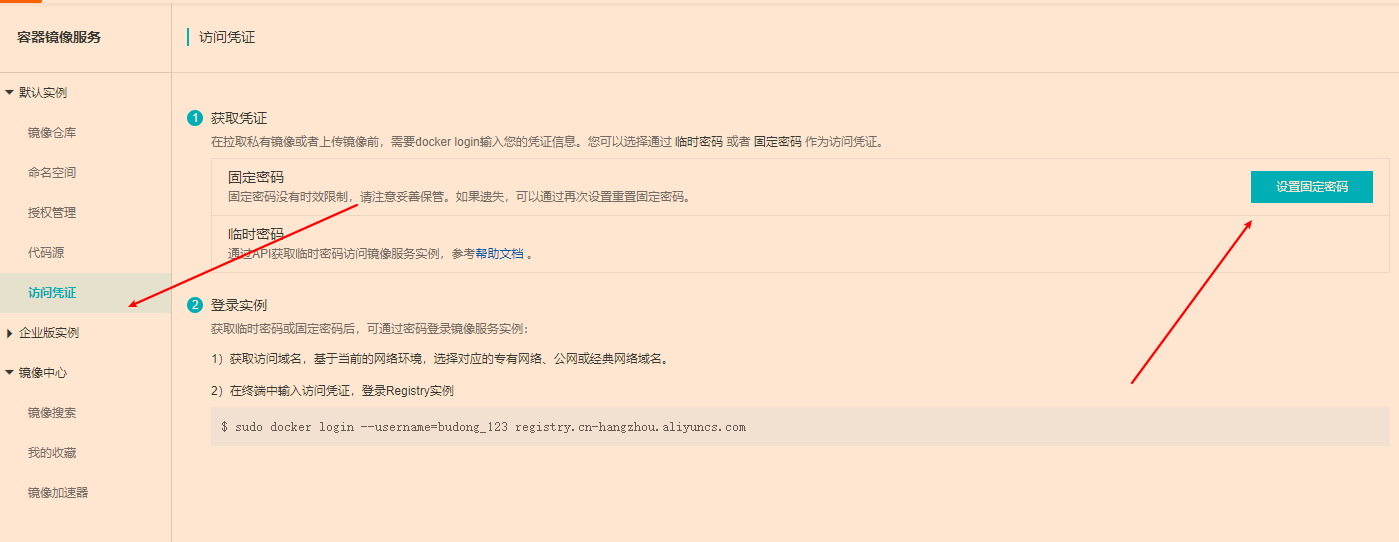 容器镜像服务
访问凭证
默认实例
镜像仓库
命名空间
授权管理
代码源
访问凭证
企业版实例
镜像中心
镜像搜索
我的收藏
镜像加速器
1 获取凭证
在拉取私有镜像或者上传镜像前，需要docker login输入您的凭证信息。您可以选择通过 临时密码 或者 固定密码 作为访问凭证。
固定密码
固定密码没有时效限制，请注意妥善保管。如果遗失，可以通过再次设置重置固定密码。
设置固定密码
临时密码
通过API获取临时密码访问镜像服务实例，参考帮助文档 。
2 登录实例
获取临时密码或固定密码后，可通过密码登录镜像服务实例：
1）获取访问域名，基于当前的网络环境，选择对应的专有网络、公网或经典网络域名。
2）在终端中输入访问凭证，登录Registry实例
$ sudo docker login --username=budong_123 registry.cn-hangzhou.aliyuncs.com